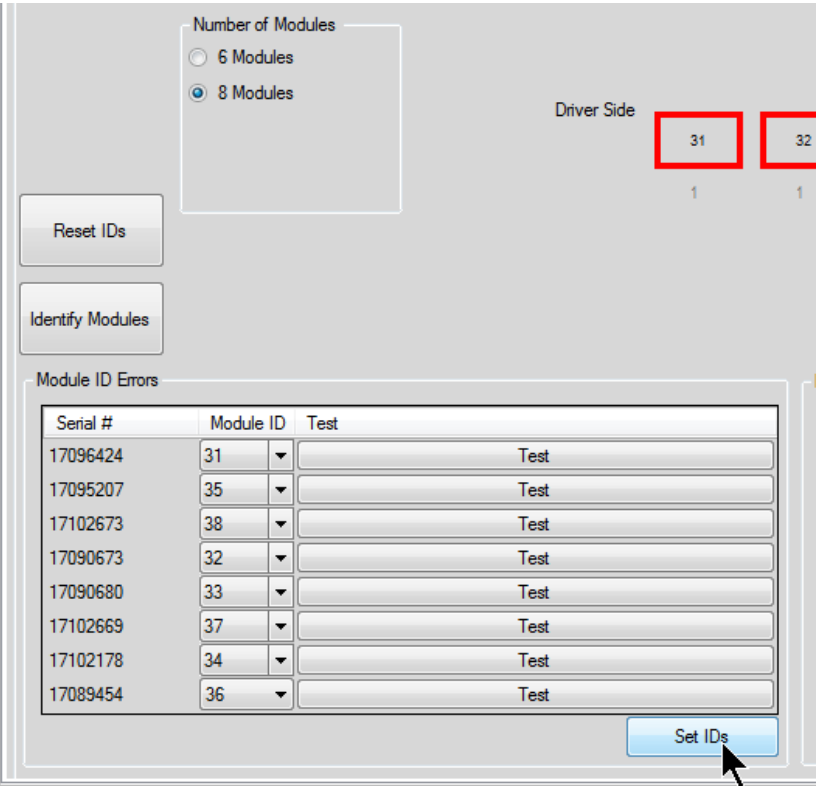 Number of Modules
6 Modules
8 Modules
Driver Side
31 32
1 1
Reset IDs
Identify Modules
Module ID Errors
Serial # Module ID Test
17096424 31 Test
17095207 35 Test
17102673 38 Test
17090673 32 Test
17090680 33 Test
17102669 37 Test
17102178 34 Test
17089454 36 Test
Set IDs